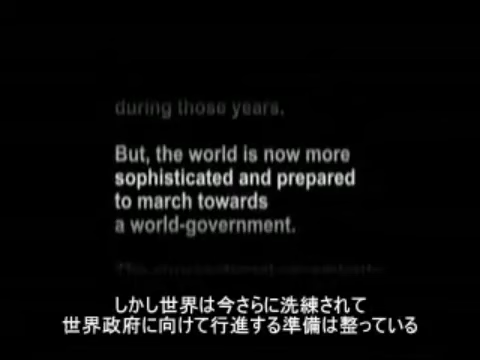 during those years.
But, the world is now more
sophisticated and prepared
to march towards
a world-government.
しかし世界は今さらに洗練されて
世界政府に向けて行進する準備は整っている